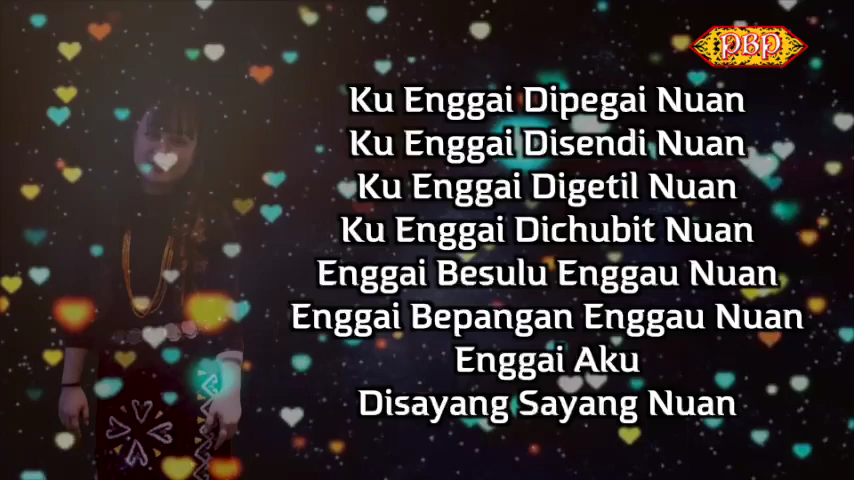 PBP
Ku Enggai Dipegai Nuan
Ku Enggai Disendi Nuan
Ku Enggai Digetil Nuan
Ku Enggai Dichubit Nuan
Enggai Besulu Enggau Nuan
Enggai Bepangan Enggau Nuan
Enggai Aku
Disayang Sayang Nuan